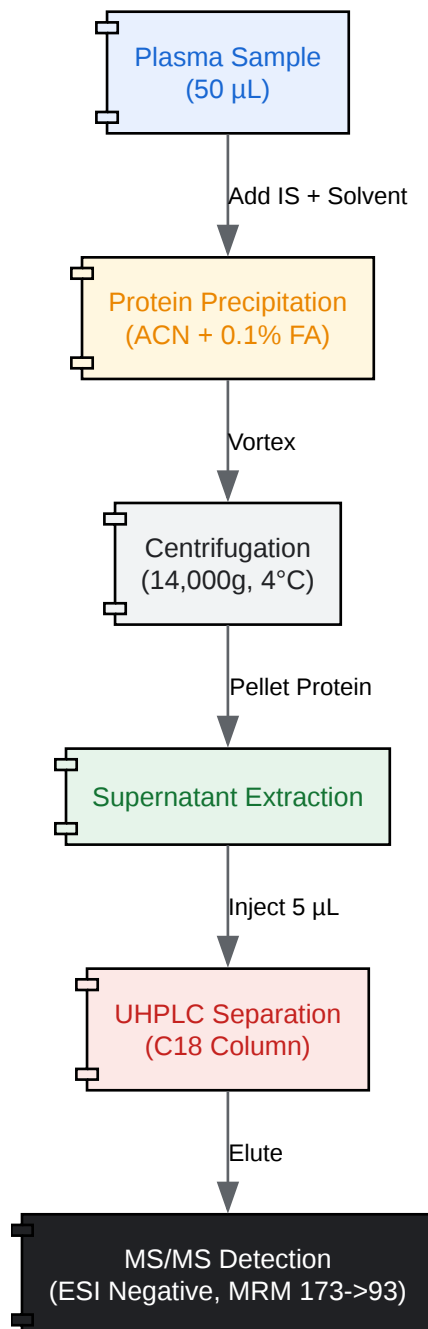 Plasma Sample
(50 µL)
Add IS + Solvent
Protein Precipitation
(ACN + 0.1% FA)
Vortex
Centrifugation
(14,000g, 4°C)
Pellet Protein
Supernatant Extraction
Inject 5 µL
UHPLC Separation
(C18 Column)
Elute
MS/MS Detection
(ESI Negative, MRM 173->93)